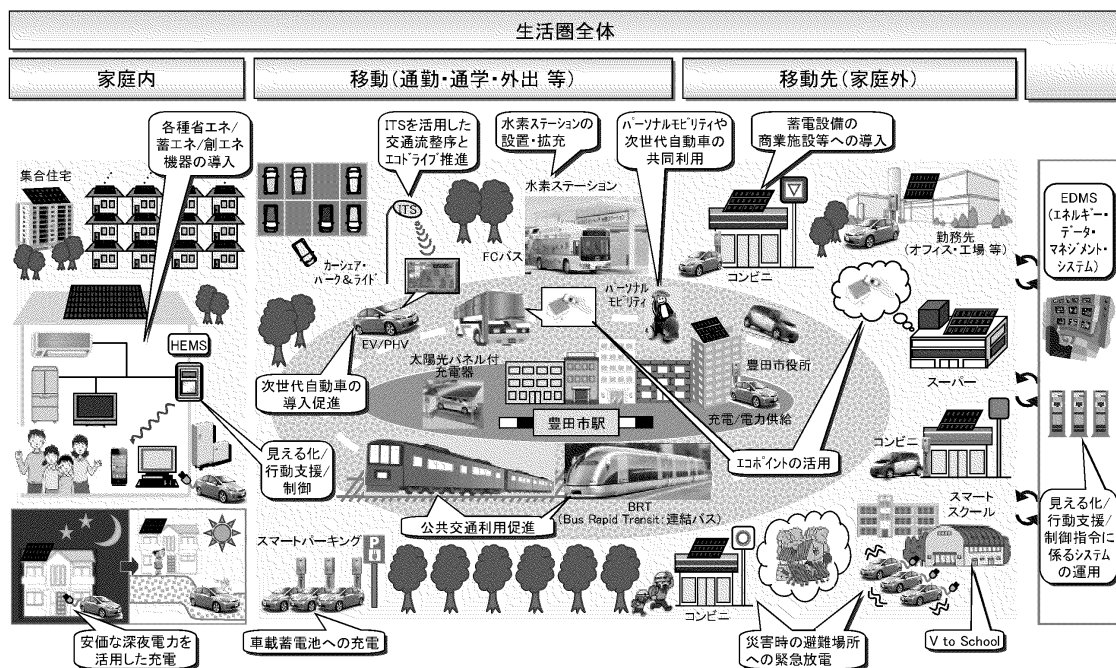 生活圏全体
家庭内
移動(通勤・通学・外出 等)
移動先(家庭外)
各種省エネ/
蓄エネ/創エネ
機器の導入
ITSを活用した
交通流整序と
エコドライブ推進
水素ステーションの
設置・拡充
パーソナルモビリティや
次世代自動車の
共同利用
蓄電設備の
商業施設等への導入
集合住宅
ITS
カーシェア・
パーク&ライド
水素ステーション
FCバス
パーソナル
モビリティ
コンビニ
勤務先
(オフィス・工場 等)
EDMS
(エネルギー・
データ・
マネジメント・
システム)
HEMS
EV/PHV
太陽光パネル付
充電器
豊田市役所
スーパー
次世代自動車の
導入促進
豊田市駅
充電/電力供給
見える化/
行動支援/
制御
エコポイントの活用
コンビニ
公共交通利用促進
BRT
(Bus Rapid Transit:連結バス)
スマート
スクール
見える化/
行動支援/
制御指令に
係るシステム
の運用
スマートパーキング
P
コンビニ
安価な深夜電力を
活用した充電
車載蓄電池への充電
災害時の避難場所
への緊急放電
V to School